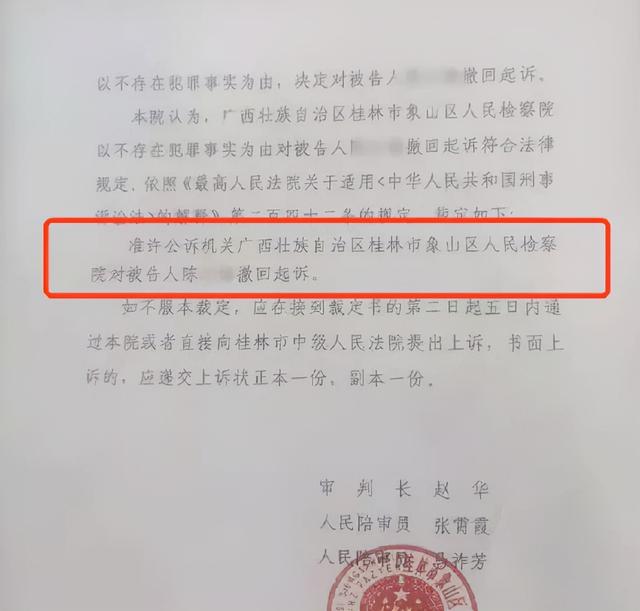 以不存在犯罪事实为由，决定对被告人 撤回起诉。
本院认为，广西壮族自治区桂林市象山区人民检察院
以不存在犯罪事实为由对被告人 撤回起诉符合法律
规定，依照《最高人民法院关于适用<中华人民共和国刑事
诉讼法>的解释》第二百四十二条的规定，裁定如下：
准许公诉机关广西壮族自治区桂林市象山区人民检察
院对被告人陈 撤回起诉。
如不服本裁定，应在接到裁定书的第二日起五日内通
过本院或者直接向桂林市中级人民法院提出上诉，书面上
诉的，应递交上诉状正本一份，副本一份。
审 判 长 赵 华
人民陪审员 张霄霞
人民陪审员 马祚芳
桂林市象山区